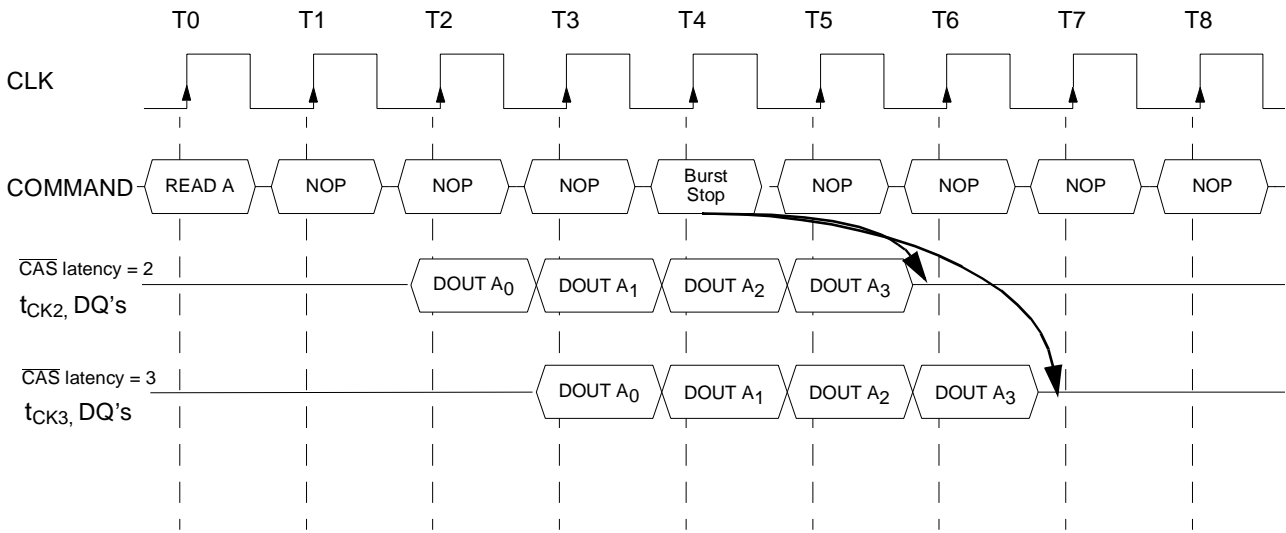 T0 T1 T2 T3 T4 T5 T6 T7 T8
CLK
COMMAND READ A NOP NOP NOP Burst Stop NOP NOP NOP NOP
CAS latency = 2
tCK2, DQ's DOUT A0 DOUT A1 DOUT A2 DOUT A3
CAS latency = 3
tCK3, DQ's DOUT A0 DOUT A1 DOUT A2 DOUT A3